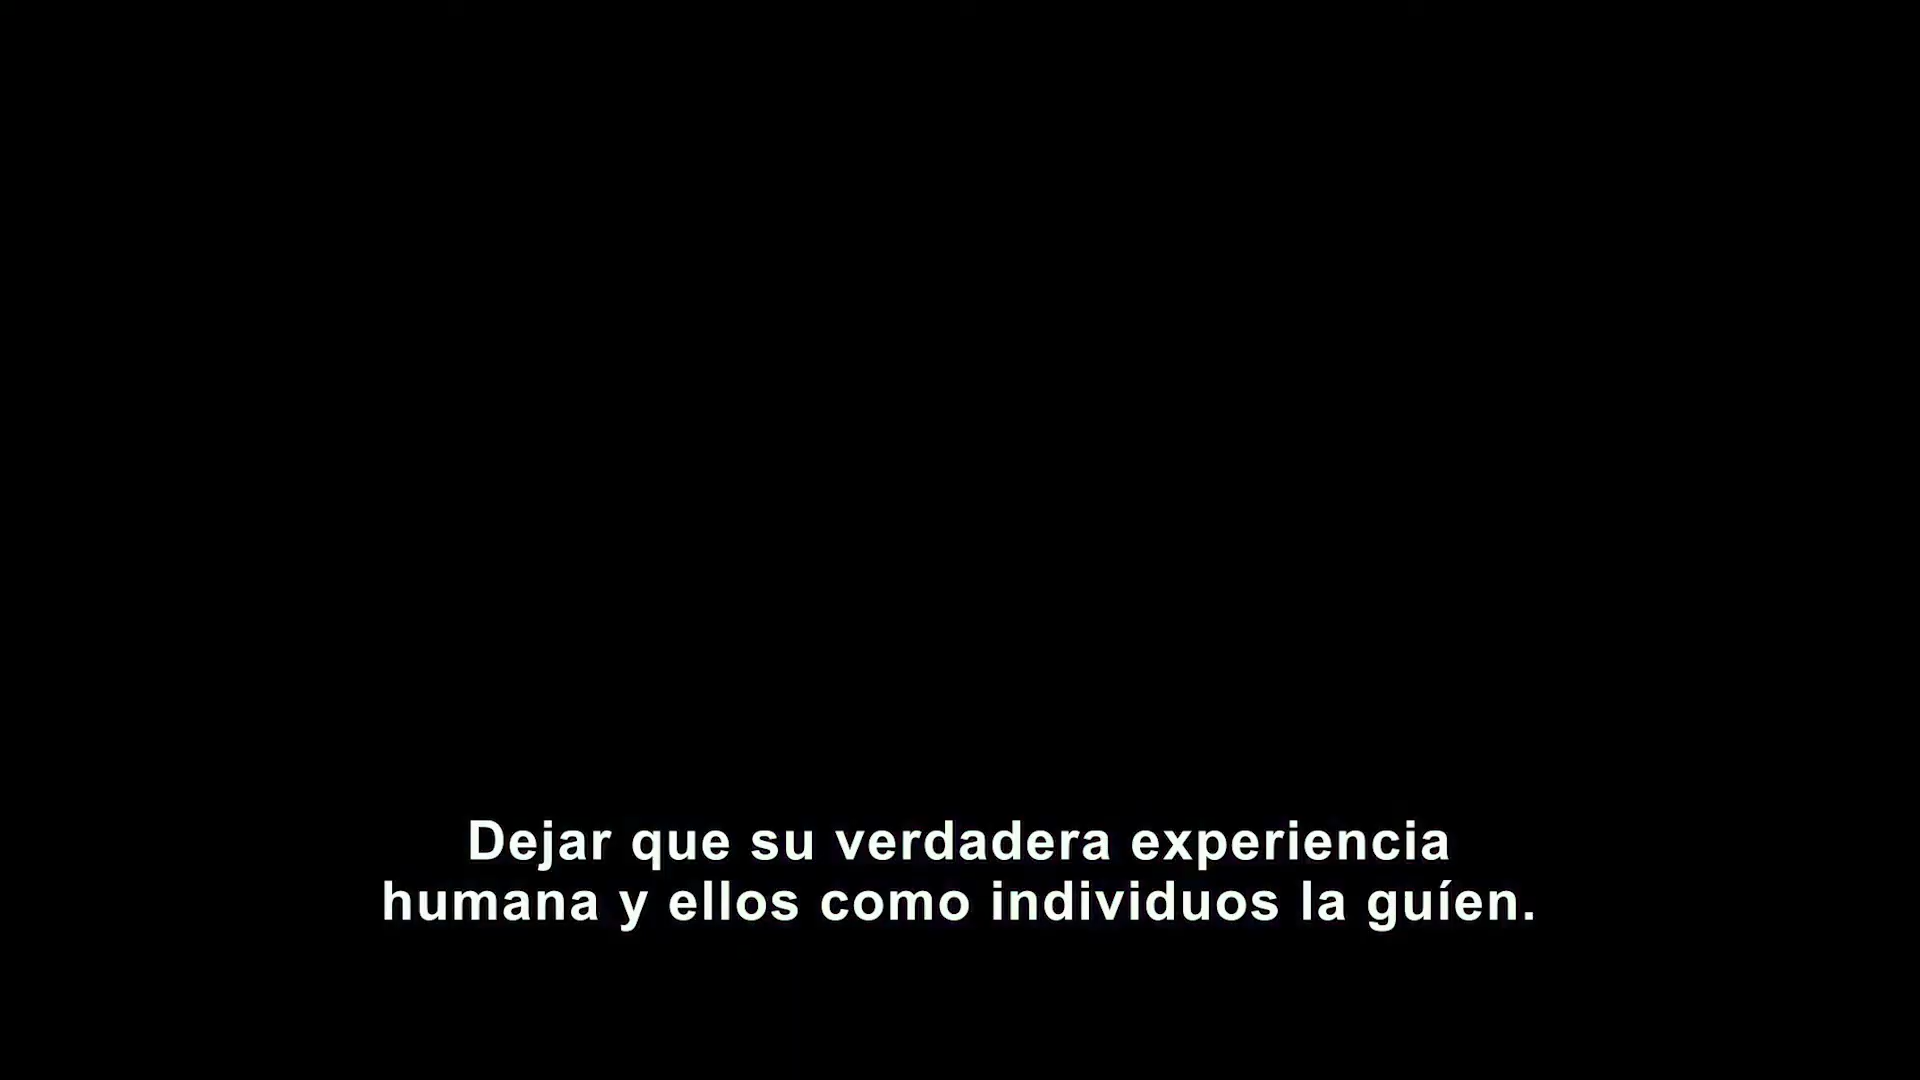 Dejar que su verdadera experiencia
humana y ellos como individuos la guíen.